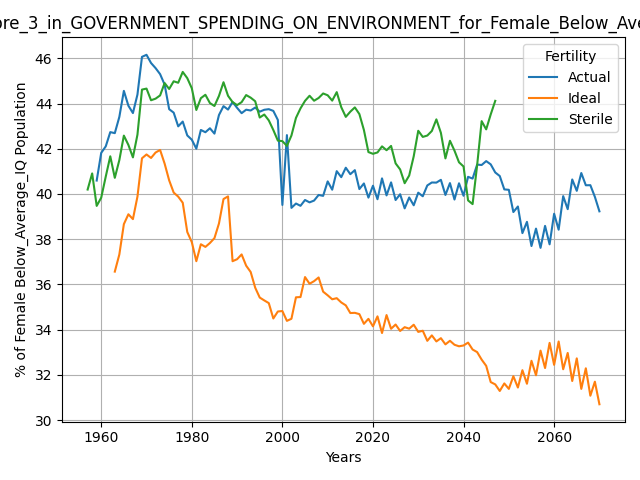 ore_3_in_GOVERNMENT_SPENDING_ON_ENVIRONMENT_for_Female_Below_Ave
Fertility
Actual
Ideal
Sterile
% of Female Below_Average_IQ Population
46
44
42
40
38
36
34
32
30
1960 1980 2000 2020 2040 2060
Years